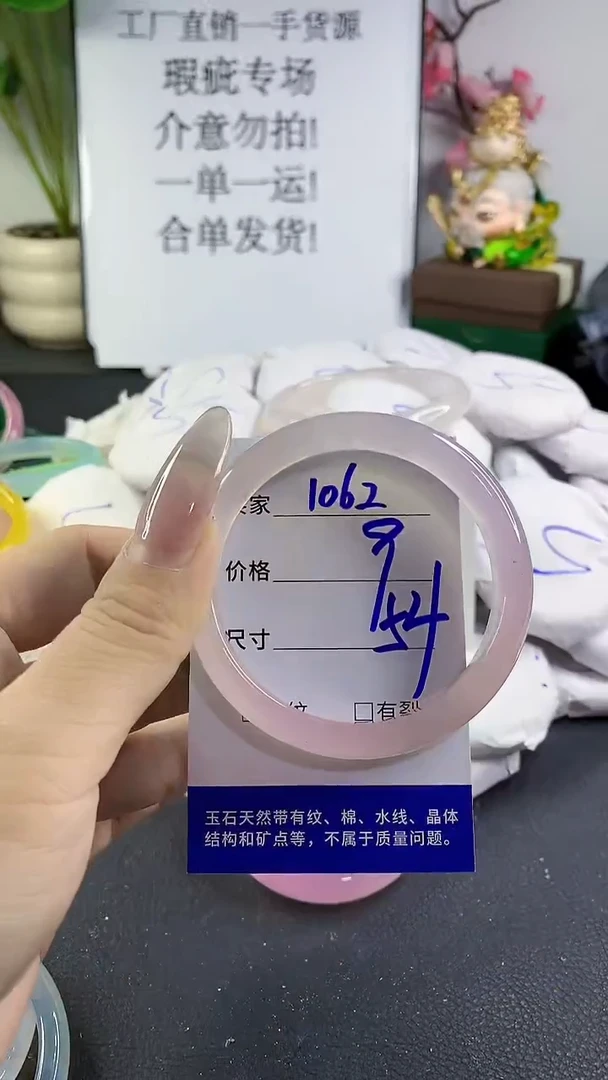 工厂直销一手货源
瑕疵专场
介意勿拍!
一单一运!
合单发货!
家 1062
价格
尺寸 54
纹 □有裂
玉石天然带有纹、棉、水线、晶体
结构和矿点等，不属于质量问题。